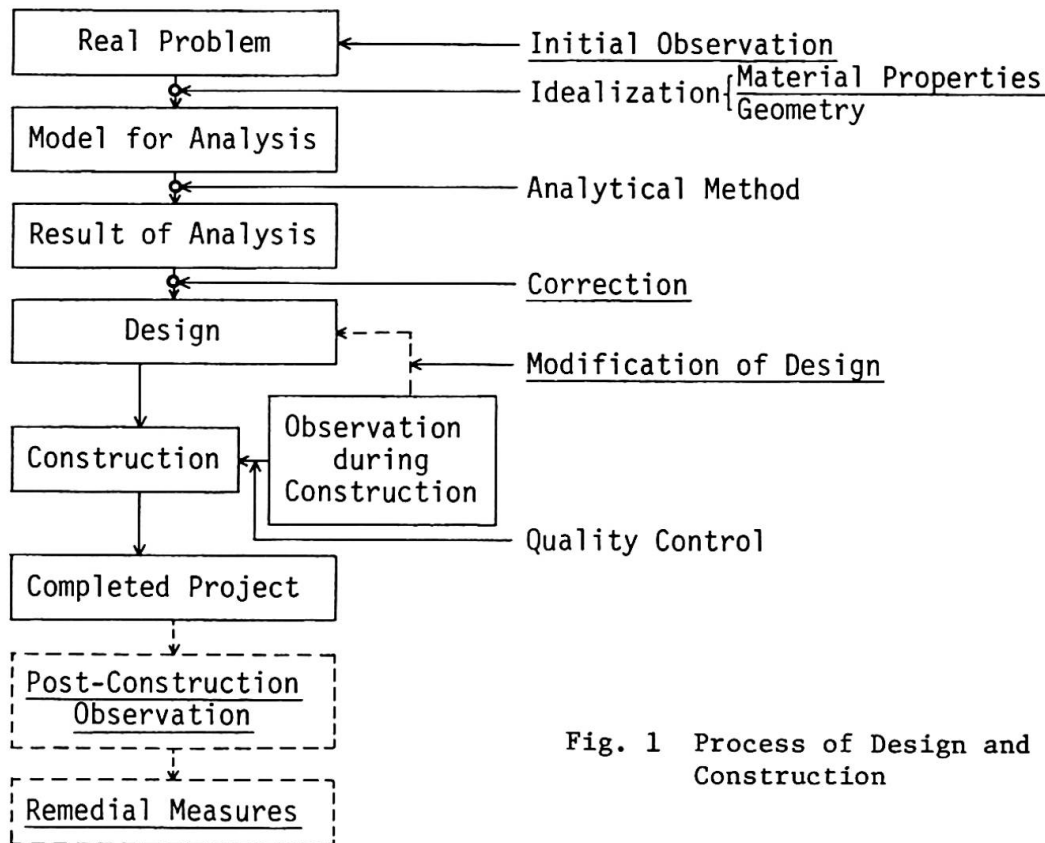 Real Problem
Initial Observation
Idealization
Material Properties
Geometry
Model for Analysis
Analytical Method
Result of Analysis
Correction
Design
Modification of Design
Construction
Observation
during
Construction
Quality Control
Completed Project
Post-Construction
Observation
Remedial Measures
Fig. 1 Process of Design and
Construction